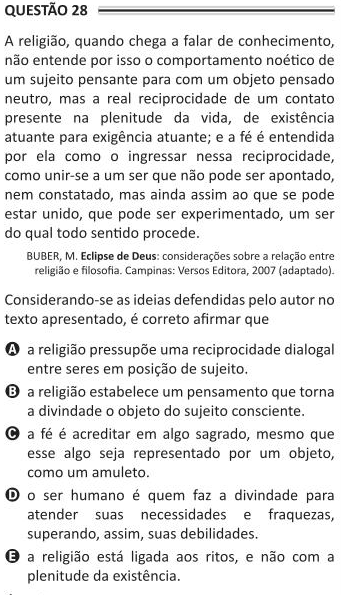 QUESTÃO 28
A religião, quando chega a falar de conhecimento,
não entende por isso o comportamento noético de
um sujeito pensante para com um objeto pensado
neutro, mas a real reciprocidade de um contato
presente na plenitude da vida, de existência
atuante para exigência atuante; e a fé é entendida
por ela como o ingressar nessa reciprocidade,
como unir-se a um ser que não pode ser apontado,
nem constatado, mas ainda assim ao que se pode
estar unido, que pode ser experimentado, um ser
do qual todo sentido procede.
BUBER, M. Eclipse de Deus: considerações sobre a relação entre
religião e filosofia. Campinas: Versos Editora, 2007 (adaptado).
Considerando-se as ideias defendidas pelo autor no
texto apresentado, é correto afirmar que
A a religião pressupõe uma reciprocidade dialogal
entre seres em posição de sujeito.
B a religião estabelece um pensamento que torna
a divindade o objeto do sujeito consciente.
C a fé é acreditar em algo sagrado, mesmo que
esse algo seja representado por um objeto,
como um amuleto.
D o ser humano é quem faz a divindade para
atender suas necessidades e fraquezas,
superando, assim, suas debilidades.
E a religião está ligada aos ritos, e não com a
plenitude da existência.